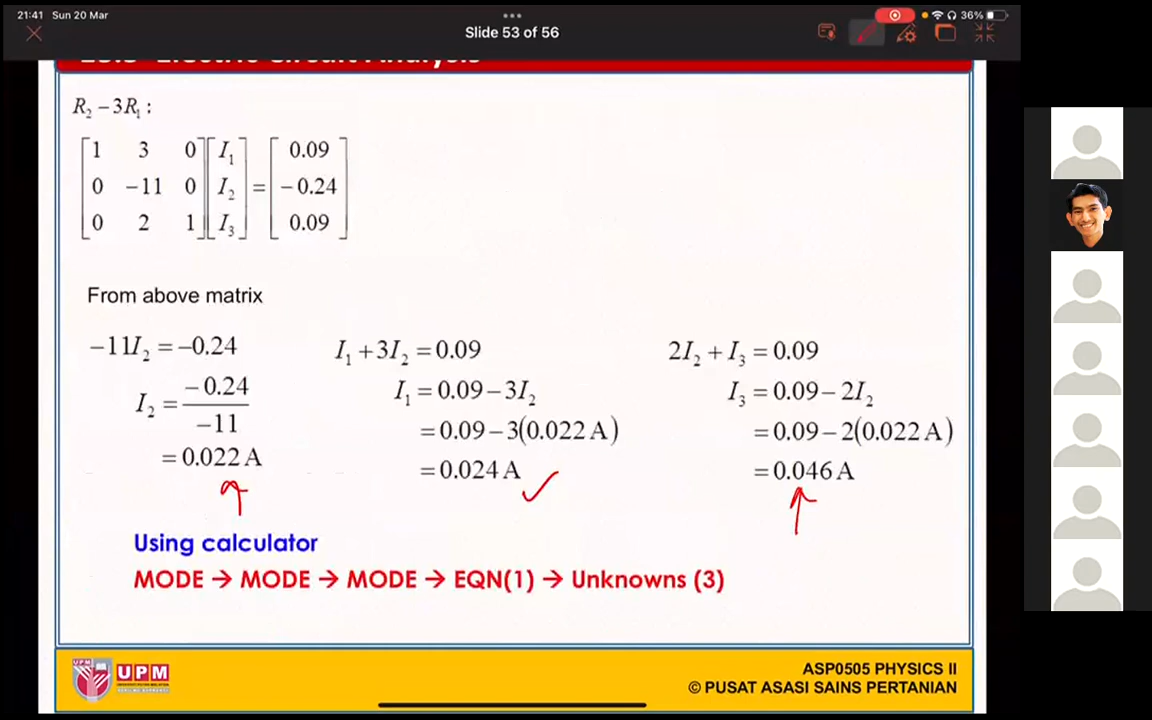 21:41 Sun 20 Mar
36%
Slide 53 of 56
Electric Circuit Analysis
R₂ − 3R₁ :
[1 3 0] [I₁] [0.09]
[0 −11 0] [I₂] = [−0.24]
[0 2 1] [I₃] [0.09]
From above matrix
−11I₂ = −0.24
I₂ = −0.24 / −11
= 0.022 A
I₁ + 3I₂ = 0.09
I₁ = 0.09 − 3I₂
= 0.09 − 3(0.022 A)
= 0.024 A
2I₂ + I₃ = 0.09
I₃ = 0.09 − 2I₂
= 0.09 − 2(0.022 A)
= 0.046 A
Using calculator
MODE → MODE → MODE → EQN(1) → Unknowns (3)
UPM
UPM
ASP0505 PHYSICS II
© PUSAT ASASI SAINS PERTANIAN